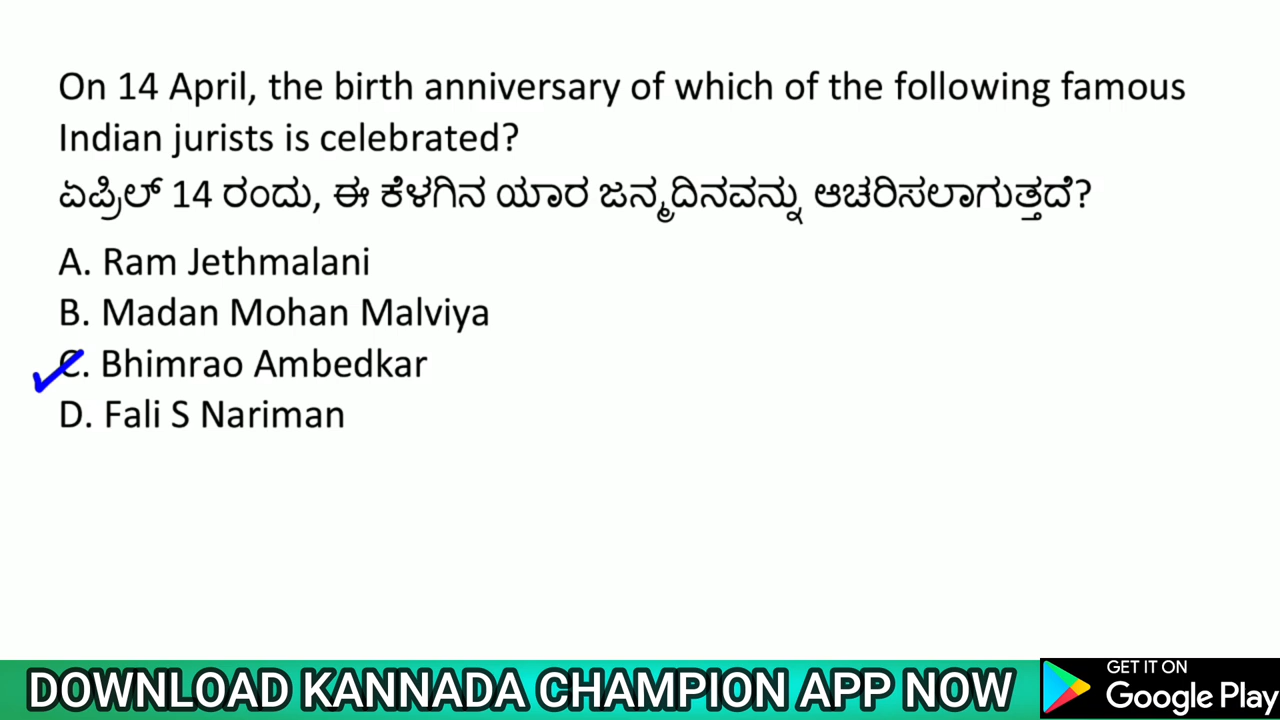 On 14 April, the birth anniversary of which of the following famous
Indian jurists is celebrated?
ಏಪ್ರಿಲ್ 14 ರಂದು, ಈ ಕೆಳಗಿನ ಯಾರ ಜನ್ಮದಿನವನ್ನು ಆಚರಿಸಲಾಗುತ್ತದೆ?
A. Ram Jethmalani
B. Madan Mohan Malviya
C. Bhimrao Ambedkar
D. Fali S Nariman
DOWNLOAD KANNADA CHAMPION APP NOW
GET IT ON
Google Play